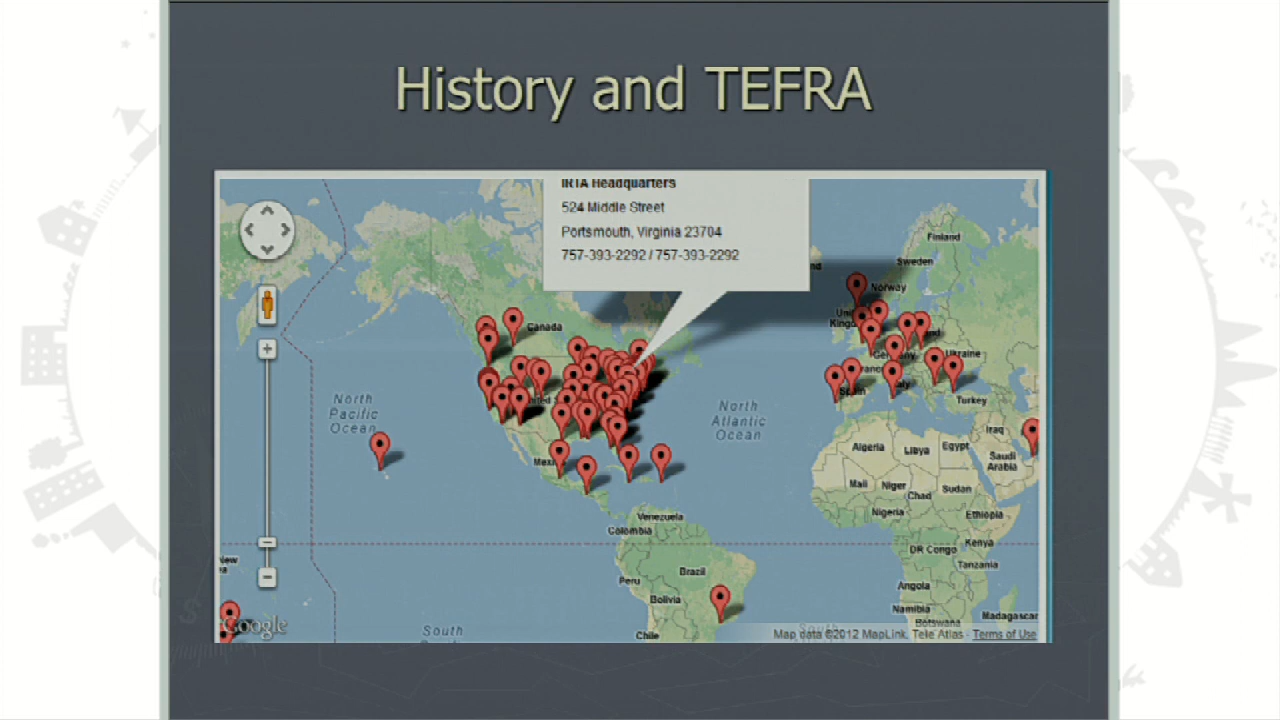 History and TEFRA
IRTA Headquarters
524 Middle Street
Portsmouth, Virginia 23704
757-393-2292 / 757-393-2292
Finland
Sweden
Norway
Canada
Ukraine
Spain
Turkey
North
Pacific
Ocean
North
Atlantic
Ocean
Iraq
Algeria
Libya
Egypt
Saudi
Arabia
Mali
Niger
Chad
Sudan
Nigeria
Ethiopia
Venezuela
Colombia
DR Congo
Kenya
Tanzania
Brazil
Peru
Bolivia
Angola
Namibia
Botswana
Madagascar
Chile
South
South
Google
Map data ©2012 MapLink, Tele Atlas - Terms of Use